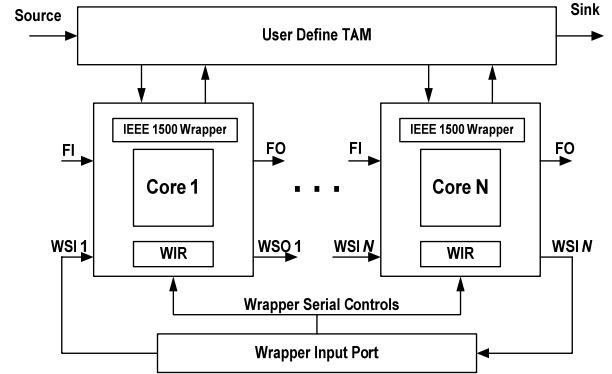 Source
Sink
User Define TAM
IEEE 1500 Wrapper
IEEE 1500 Wrapper
FI
FO
FI
FO
Core 1
. . .
Core N
WSI 1
WIR
WSO 1
WSI N
WIR
WSI N
Wrapper Serial Controls
Wrapper Input Port